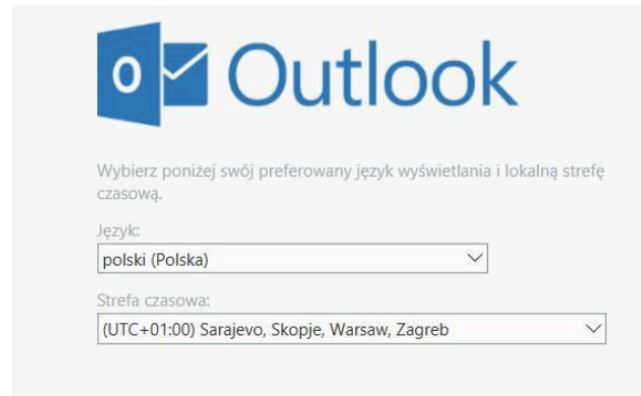 Outlook
Wybierz poniżej swój preferowany język wyświetlania i lokalną strefę
czasową.
Język:
polski (Polska)
Strefa czasowa:
(UTC+01:00) Sarajevo, Skopje, Warsaw, Zagreb